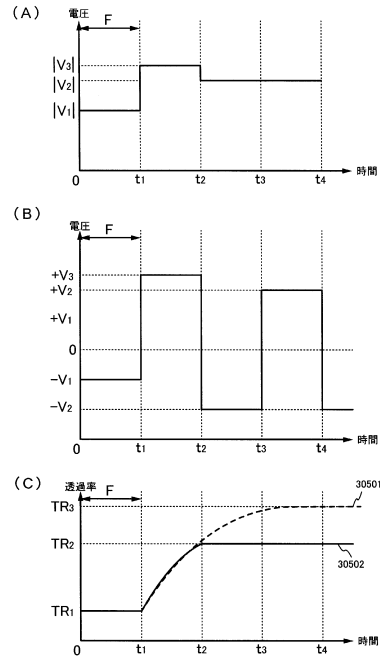 (A)
電圧
F
|V3|
|V2|
|V1|
0 t1 t2 t3 t4 時間
(B)
電圧
F
+V3
+V2
+V1
0
−V1
−V2
t1 t2 t3 t4 時間
(C)
透過率
F
30501
TR3
TR2
30502
TR1
0 t1 t2 t3 t4 時間